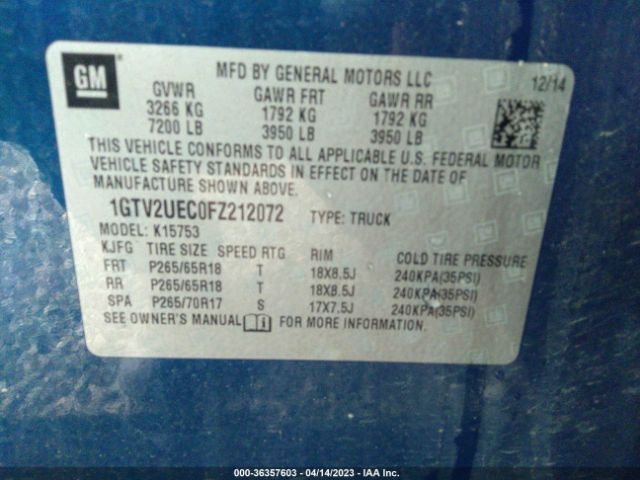 GM
MFD BY GENERAL MOTORS LLC
12/14
GVWR GAWR FRT GAWR RR
3266 KG 1792 KG 1792 KG
7200 LB 3950 LB 3950 LB
THIS VEHICLE CONFORMS TO ALL APPLICABLE U.S. FEDERAL MOTOR
VEHICLE SAFETY STANDARDS IN EFFECT ON THE DATE OF
MANUFACTURE SHOWN ABOVE.
1GTV2UEC0FZ212072 TYPE: TRUCK
MODEL: K15753
KJFG TIRE SIZE SPEED RTG RIM COLD TIRE PRESSURE
FRT P265/65R18 T 18X8.5J 240KPA(35PSI)
RR P265/65R18 T 18X8.5J 240KPA(35PSI)
SPA P265/70R17 S 17X7.5J 240KPA(35PSI)
SEE OWNER'S MANUAL FOR MORE INFORMATION.
000-36357603 - 04/14/2023 - IAA Inc.